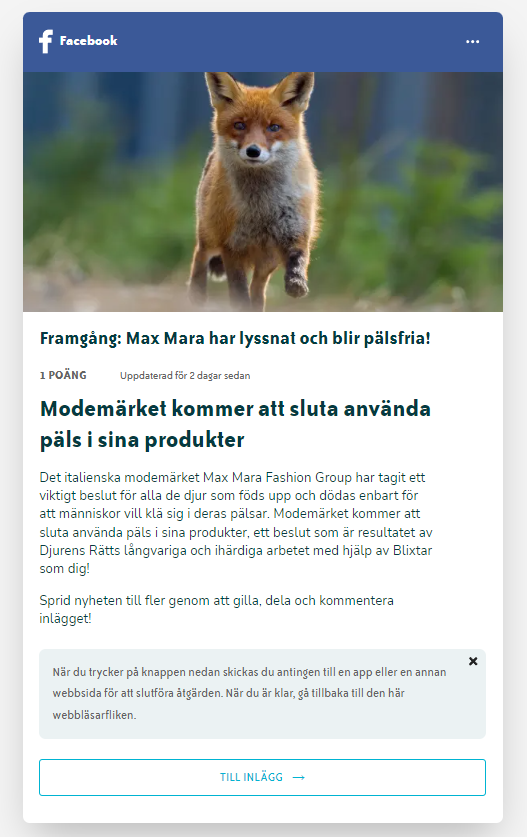 Facebook
Framgång: Max Mara har lyssnat och blir pälsfria!
1 POÄNG Uppdaterad för 2 dagar sedan
Modemärket kommer att sluta använda
päls i sina produkter
Det italienska modemärket Max Mara Fashion Group har tagit ett
viktigt beslut för alla de djur som föds upp och dödas enbart för
att människor vill klä sig i deras pälsar. Modemärket kommer att
sluta använda päls i sina produkter, ett beslut som är resultatet av
Djurens Rätts långvariga och ihärdiga arbetet med hjälp av Blixtar
som dig!
Sprid nyheten till fler genom att gilla, dela och kommentera
inlägget!
När du trycker på knappen nedan skickas du antingen till en app eller en annan
webbsida för att slutföra åtgärden. När du är klar, gå tillbaka till den här
webbläsarfliken.
TILL INLÄGG →